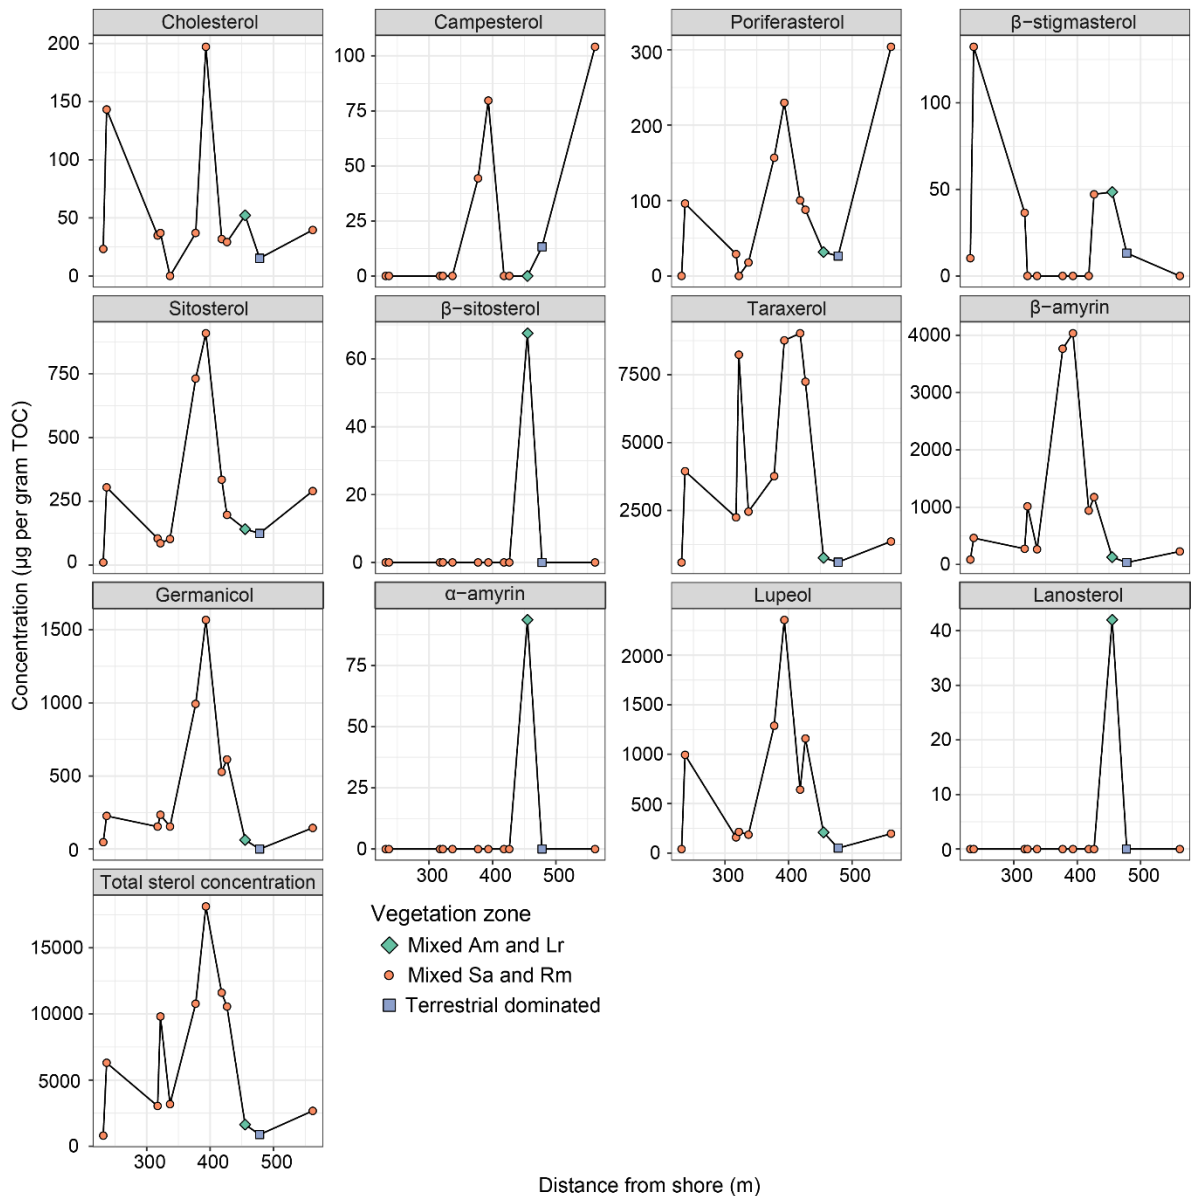 Cholesterol
Campesterol
Poriferasterol
β-stigmasterol
200
150
100
50
0
100
75
50
25
0
300
200
100
0
100
50
0
Sitosterol
β-sitosterol
Taraxerol
β-amyrin
750
500
250
0
60
40
20
0
7500
5000
2500
4000
3000
2000
1000
0
Concentration (µg per gram TOC)
Germanicol
α−amyrin
Lupeol
Lanosterol
1500
1000
500
0
75
50
25
0
2000
1500
1000
500
0
40
30
20
10
0
300 400 500
300 400 500
300 400 500
Total sterol concentration
15000
10000
5000
0
300 400 500
Vegetation zone
Mixed Am and Lr
Mixed Sa and Rm
Terrestrial dominated
Distance from shore (m)